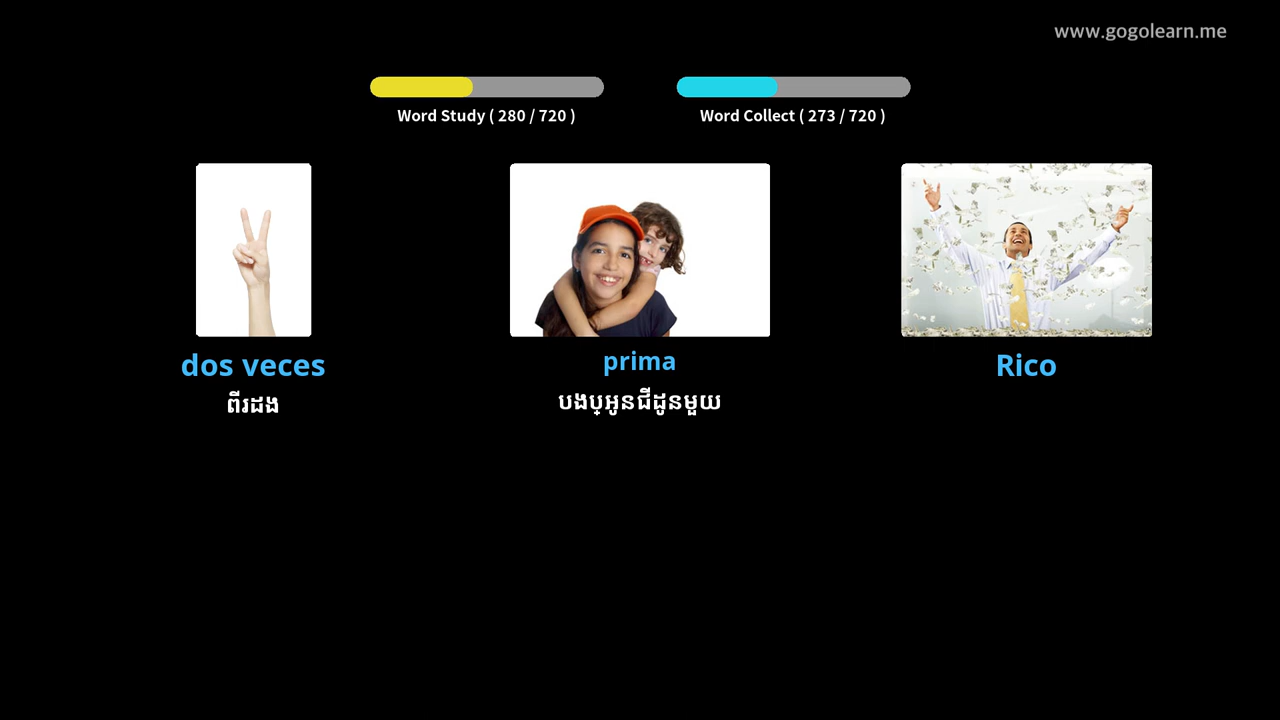 www.gogolearn.me
Word Study ( 280 / 720 )
Word Collect ( 273 / 720 )
dos veces
ពីរដង
prima
បងប្អូនជីដូនមួយ
Rico